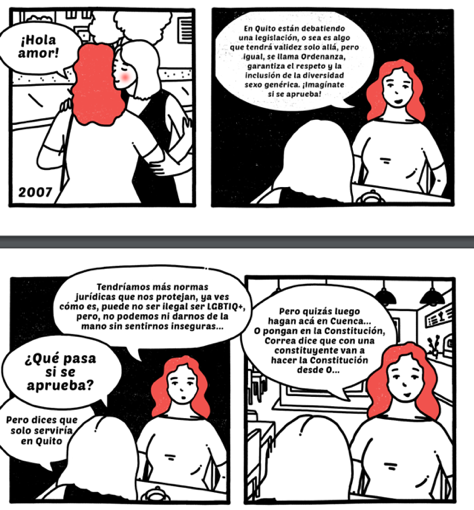 ¡Hola
amor!
2007
En Quito están debatiendo
una legislación, o sea es algo
que tendrá validez solo allá, pero
igual, se llama Ordenanza,
garantiza el respeto y la
inclusión de la diversidad
sexo genérica. ¡Imagínate
si se aprueba!
Tendríamos más normas
jurídicas que nos protejan, ya ves
cómo es, puede no ser ilegal ser LGBTIQ+,
pero, no podemos ni darnos de la
mano sin sentirnos inseguras...
¿Qué pasa
si se
aprueba?
Pero dices que
solo serviría
en Quito
Pero quizás luego
hagan acá en Cuenca...
O pongan en la Constitución,
Correa dice que con una
constituyente van a
hacer la Constitución
desde 0...